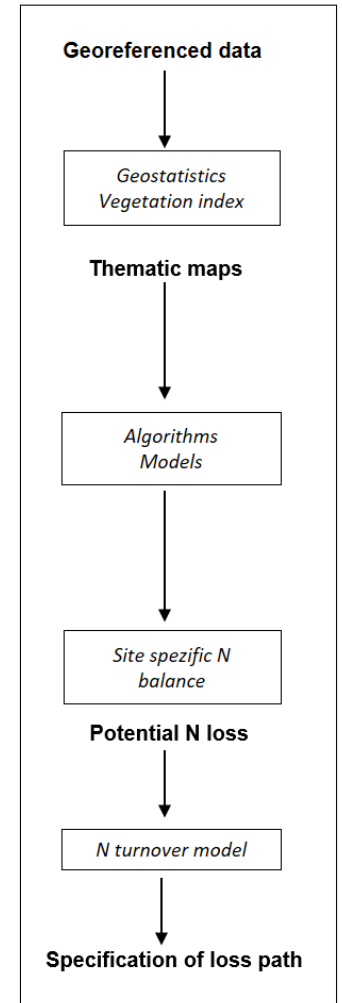 Georeferenced data
Geostatistics
Vegetation index
Thematic maps
Algorithms
Models
Site spezific N
balance
Potential N loss
N turnover model
Specification of loss path